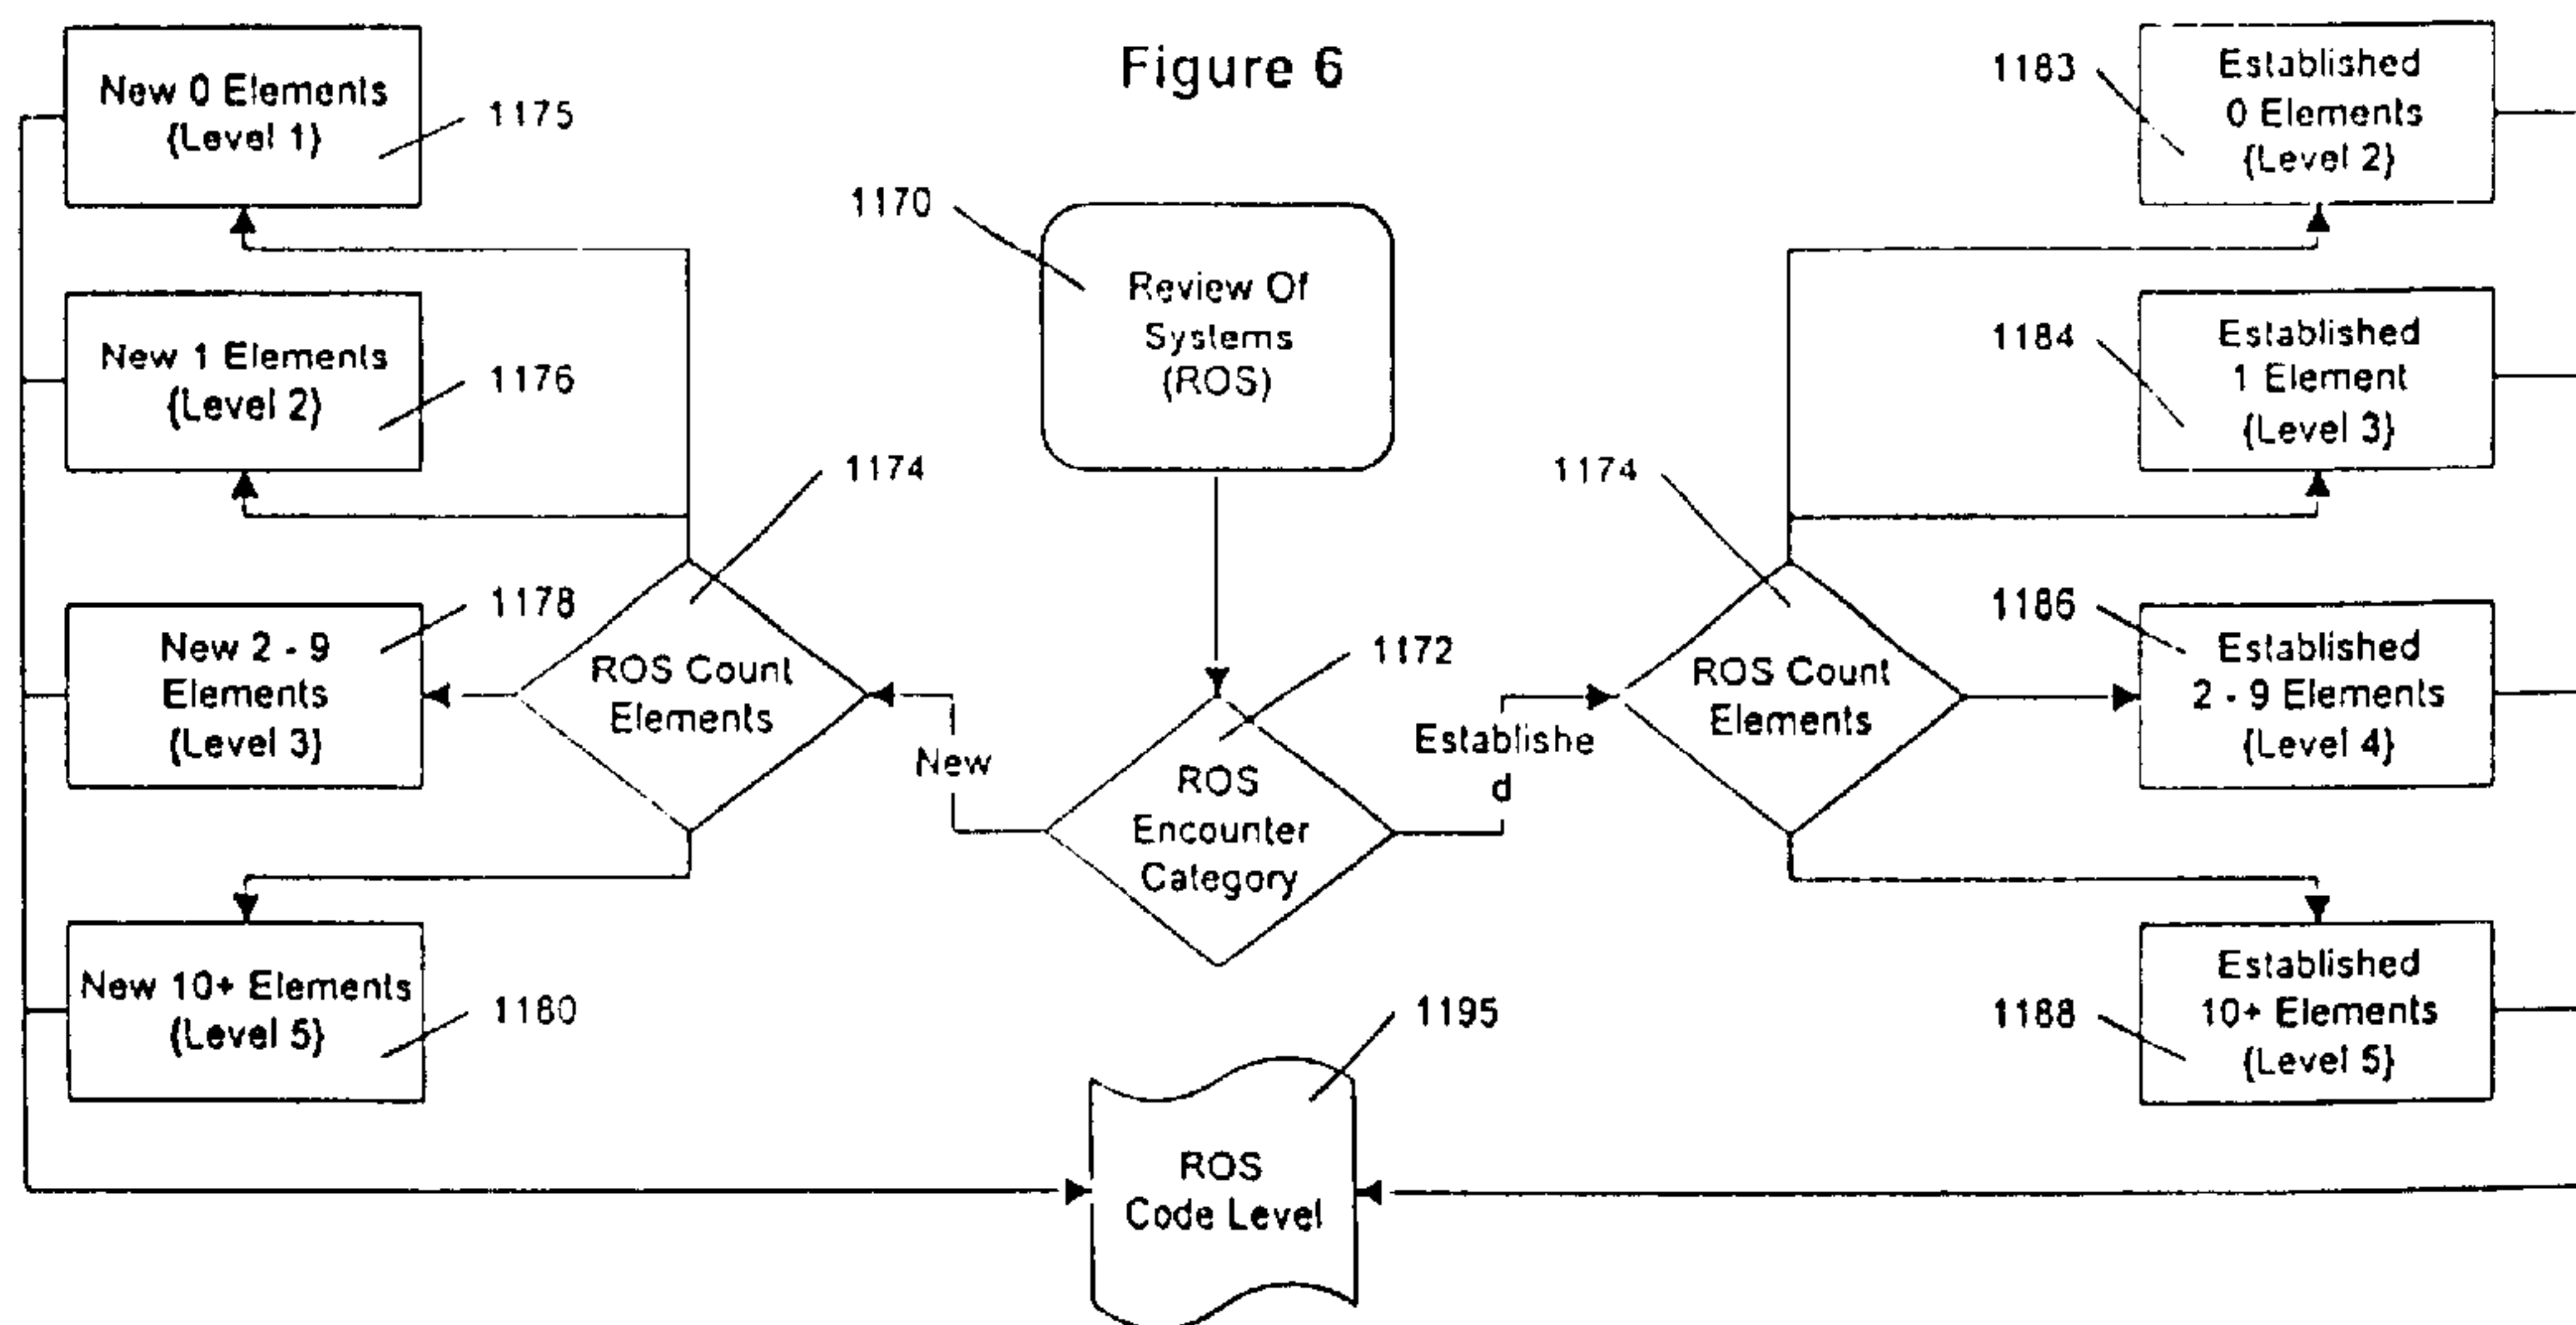 Figure 6
New 0 Elements
{Level 1}
1175
New 1 Elements
{Level 2}
1176
New 2 - 9
Elements
{Level 3}
1178
New 10+ Elements
{Level 5}
1180
1174
ROS Count
Elements
New
1170
Review Of
Systems
(ROS)
1172
ROS
Encounter
Category
Establishe
d
1174
ROS Count
Elements
1195
ROS
Code Level
1183
Established
0 Elements
{Level 2}
1184
Established
1 Element
{Level 3}
1186
Established
2 - 9 Elements
{Level 4}
1188
Established
10+ Elements
{Level 5}